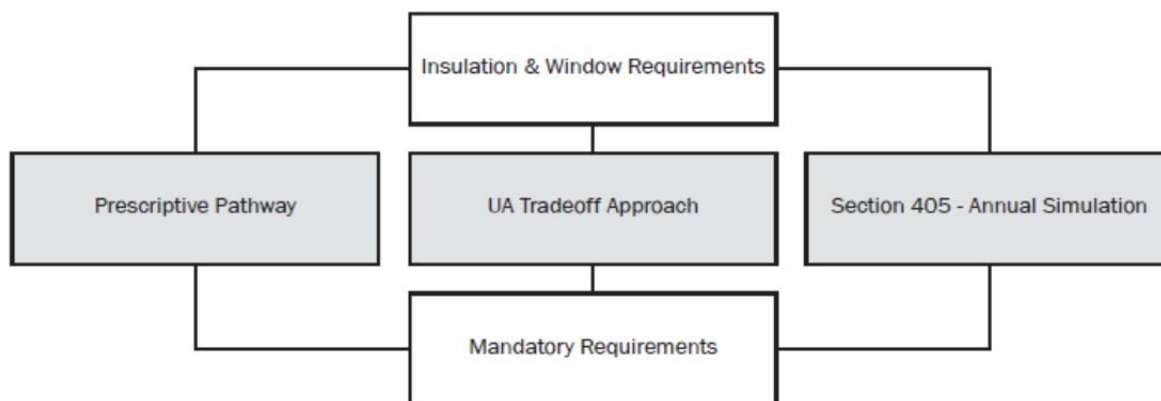 Insulation & Window Requirements
Prescriptive Pathway
UA Tradeoff Approach
Section 405 - Annual Simulation
Mandatory Requirements